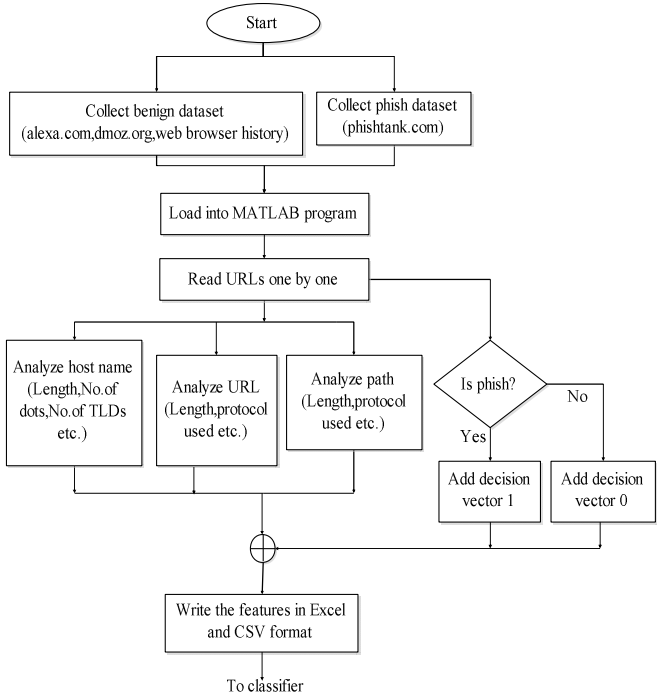 Start
Collect benign dataset
(alexa.com,dmoz.org,web browser history)
Collect phish dataset
(phishtank.com)
Load into MATLAB program
Read URLs one by one
Analyze host name
(Length,No.of
dots,No.of TLDs
etc.)
Analyze URL
(Length,protocol
used etc.)
Analyze path
(Length,protocol
used etc.)
Is phish?
No
Yes
Add decision
vector 1
Add decision
vector 0
Write the features in Excel
and CSV format
To classifier